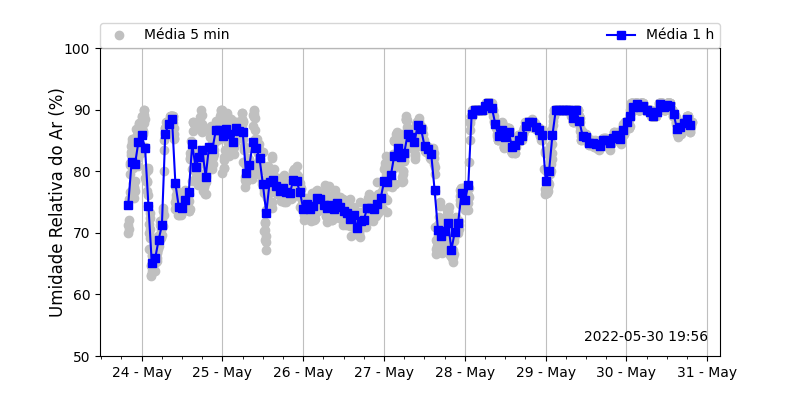 Média 5 min
Média 1 h
Umidade Relativa do Ar (%)
100
90
80
70
60
50
2022-05-30 19:56
24 - May
25 - May
26 - May
27 - May
28 - May
29 - May
30 - May
31 - May